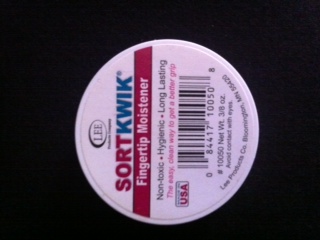 LEE
SORTKWIK®
Fingertip Moistener
Non-toxic • Hygienic • Long Lasting
The easy, clean way to get a better grip
USA
0 84417 10050 8
# 10050 Net Wt. 3/8 oz.
Avoid contact with eyes.
Lee Products Co. Bloomington, MN 55420